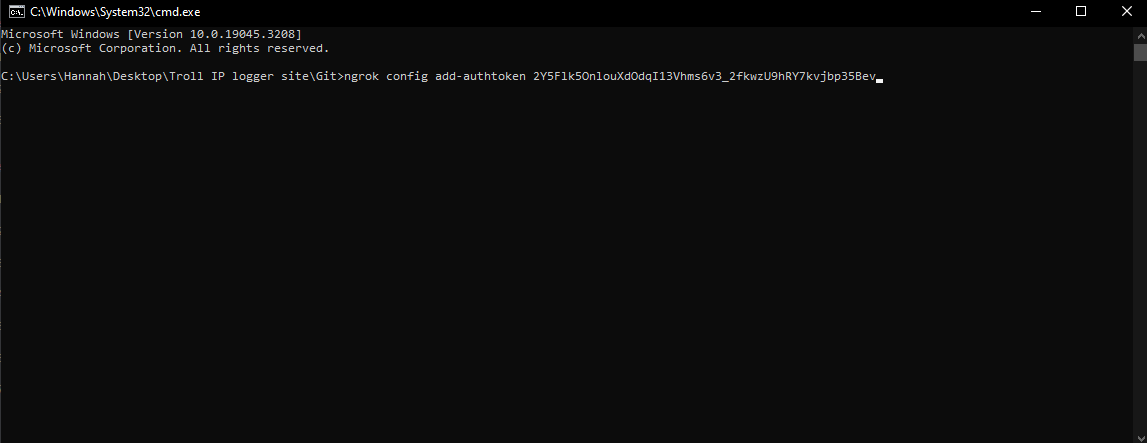 C:\Windows\System32\cmd.exe
Microsoft Windows [Version 10.0.19045.3208]
(c) Microsoft Corporation. All rights reserved.
C:\Users\Hannah\Desktop\Troll IP logger site\Git>ngrok config add-authtoken 2Y5Flk5OnlouXdOdqI13Vhms6v3_2fkwzU9hRY7kvjbp35Bev